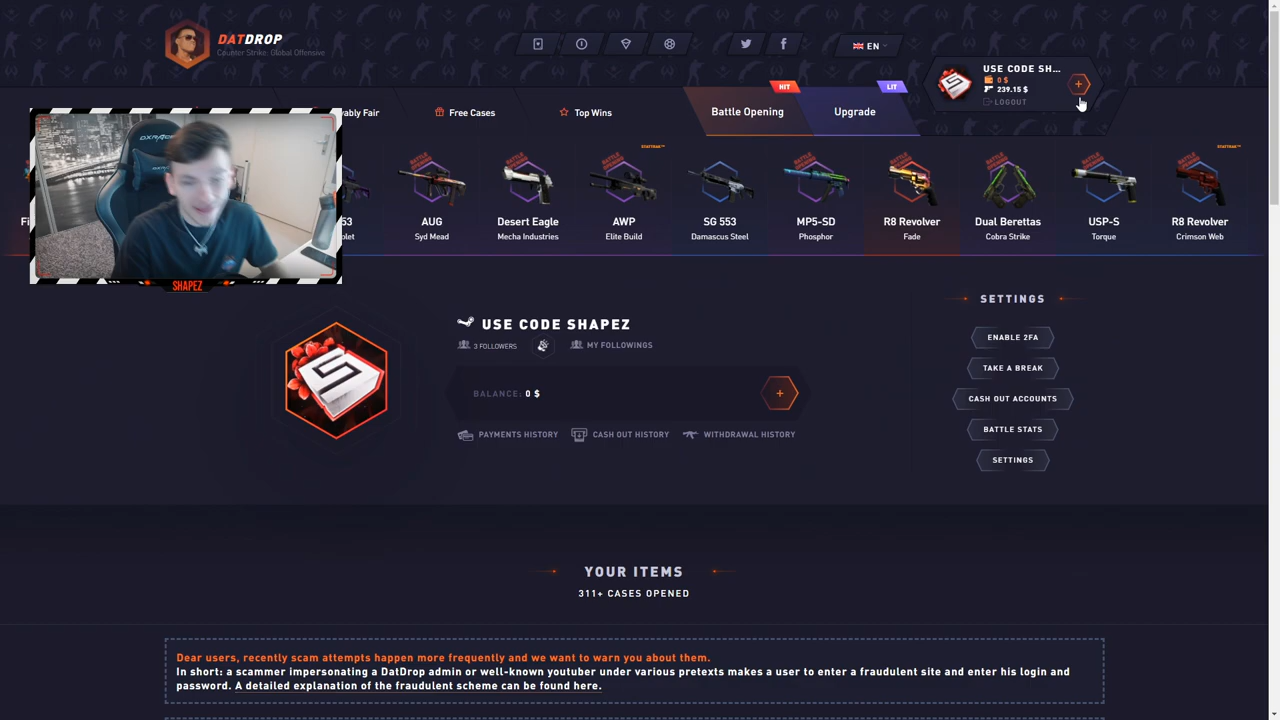 DATDROP
Counter Strike: Global Offensive
EN
USE CODE SH...
0 $
239.15 $
LOGOUT
HIT
LIT
Free Cases
Top Wins
Battle Opening
Upgrade
DXRACER
AUG
Syd Mead
Desert Eagle
Mecha Industries
STATTRAK™
AWP
Elite Build
SG 553
Damascus Steel
MP5-SD
Phosphor
R8 Revolver
Fade
Dual Berettas
Cobra Strike
USP-S
Torque
STATTRAK™
R8 Revolver
Crimson Web
SHAPEZ
USE CODE SHAPEZ
3 FOLLOWERS
MY FOLLOWINGS
BALANCE: 0 $
PAYMENTS HISTORY
CASH OUT HISTORY
WITHDRAWAL HISTORY
SETTINGS
ENABLE 2FA
TAKE A BREAK
CASH OUT ACCOUNTS
BATTLE STATS
SETTINGS
YOUR ITEMS
311+ CASES OPENED
Dear users, recently scam attempts happen more frequently and we want to warn you about them.
In short: a scammer impersonating a DatDrop admin or well-known youtuber under various pretexts makes a user to enter a fraudulent site and enter his login and
password. A detailed explanation of the fraudulent scheme can be found here.